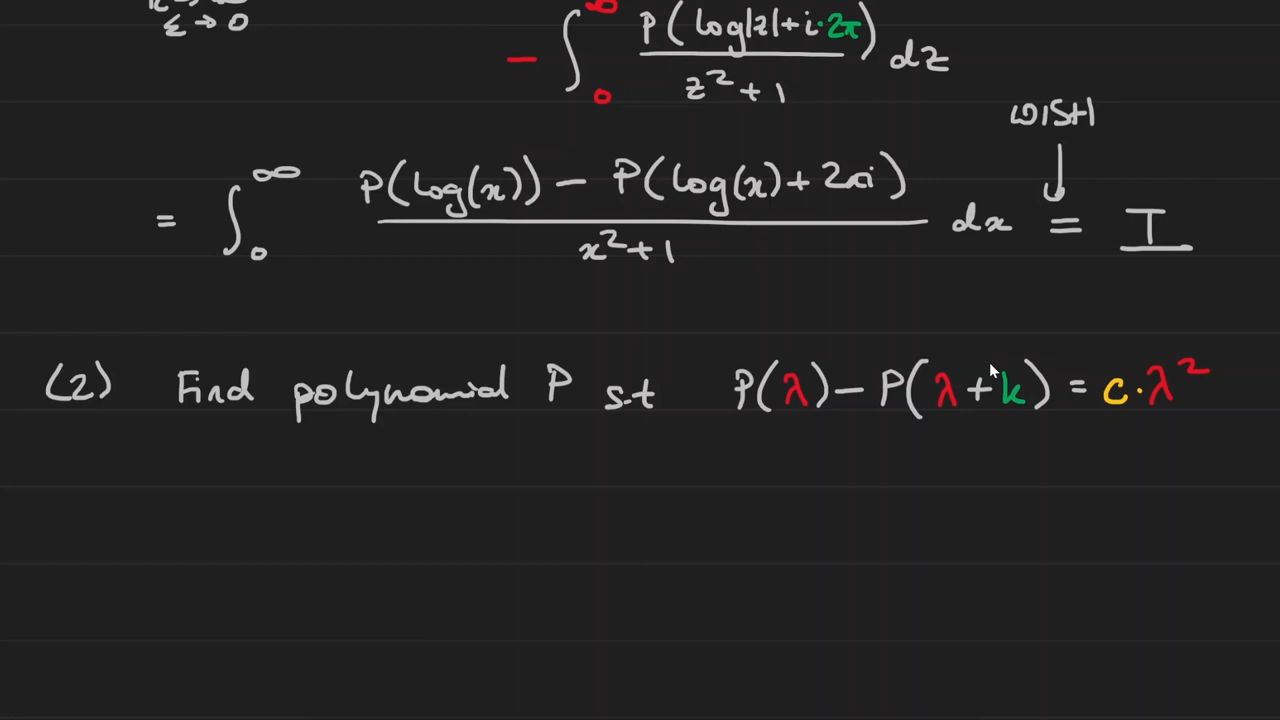 ε → 0
∞ P(log|z|+i·2π)
− ∫ dz
0 z²+1
wish
↓
= ∫₀^∞ P(log(x)) − P(log(x)+2πi) / x²+1 dx = I
(2) Find polynomial P s.t P(λ)−P(λ+k) = c·λ²